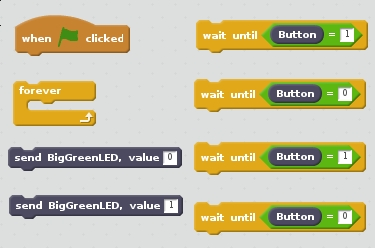 when clicked
forever
send BigGreenLED, value 0
send BigGreenLED, value 1
wait until Button = 1
wait until Button = 0
wait until Button = 1
wait until Button = 0